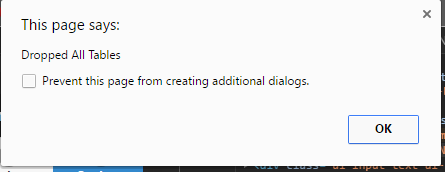 This page says:
Dropped All Tables
Prevent this page from creating additional dialogs.
OK